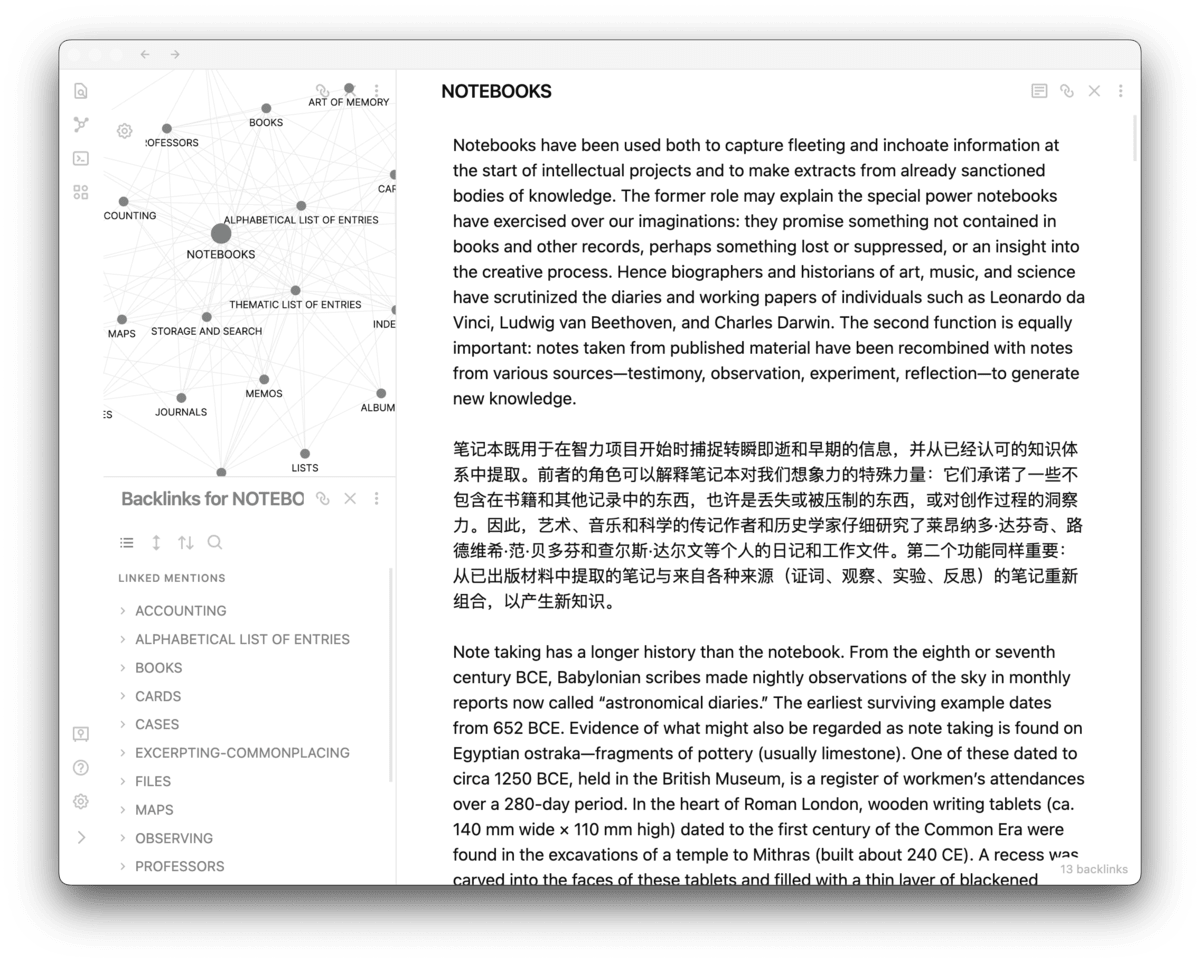 ART OF MEMORY
BOOKS
OFESSORS
COUNTING
ALPHABETICAL LIST OF ENTRIES
NOTEBOOKS
THEMATIC LIST OF ENTRIES
MAPS
STORAGE AND SEARCH
INDE
MEMOS
JOURNALS
ALBUM
ES
LISTS
Backlinks for NOTEBO
LINKED MENTIONS
ACCOUNTING
ALPHABETICAL LIST OF ENTRIES
BOOKS
CARDS
CASES
EXCERPTING-COMMONPLACING
FILES
MAPS
OBSERVING
PROFESSORS
NOTEBOOKS
Notebooks have been used both to capture fleeting and inchoate information at
the start of intellectual projects and to make extracts from already sanctioned
bodies of knowledge. The former role may explain the special power notebooks
have exercised over our imaginations: they promise something not contained in
books and other records, perhaps something lost or suppressed, or an insight into
the creative process. Hence biographers and historians of art, music, and science
have scrutinized the diaries and working papers of individuals such as Leonardo da
Vinci, Ludwig van Beethoven, and Charles Darwin. The second function is equally
important: notes taken from published material have been recombined with notes
from various sources—testimony, observation, experiment, reflection—to generate
new knowledge.
笔记本既用于在智力项目开始时捕捉转瞬即逝和早期的信息，并从已经认可的知识体
系中提取。前者的角色可以解释笔记本对我们想象力的特殊力量：它们承诺了一些不
包含在书籍和其他记录中的东西，也许是丢失或被压制的东西，或对创作过程的洞察
力。因此，艺术、音乐和科学的传记作者和历史学家仔细研究了莱昂纳多·达芬奇、路
德维希·范·贝多芬和查尔斯·达尔文等个人的日记和工作文件。第二个功能同样重要：
从已出版材料中提取的笔记与来自各种来源（证词、观察、实验、反思）的笔记重新
组合，以产生新知识。
Note taking has a longer history than the notebook. From the eighth or seventh
century BCE, Babylonian scribes made nightly observations of the sky in monthly
reports now called “astronomical diaries.” The earliest surviving example dates
from 652 BCE. Evidence of what might also be regarded as note taking is found on
Egyptian ostraka—fragments of pottery (usually limestone). One of these dated to
circa 1250 BCE, held in the British Museum, is a register of workmen’s attendances
over a 280-day period. In the heart of Roman London, wooden writing tablets (ca.
140 mm wide × 110 mm high) dated to the first century of the Common Era were
found in the excavations of a temple to Mithras (built about 240 CE). A recess was
carved into the faces of these tablets and filled with a thin layer of blackened
13 backlinks